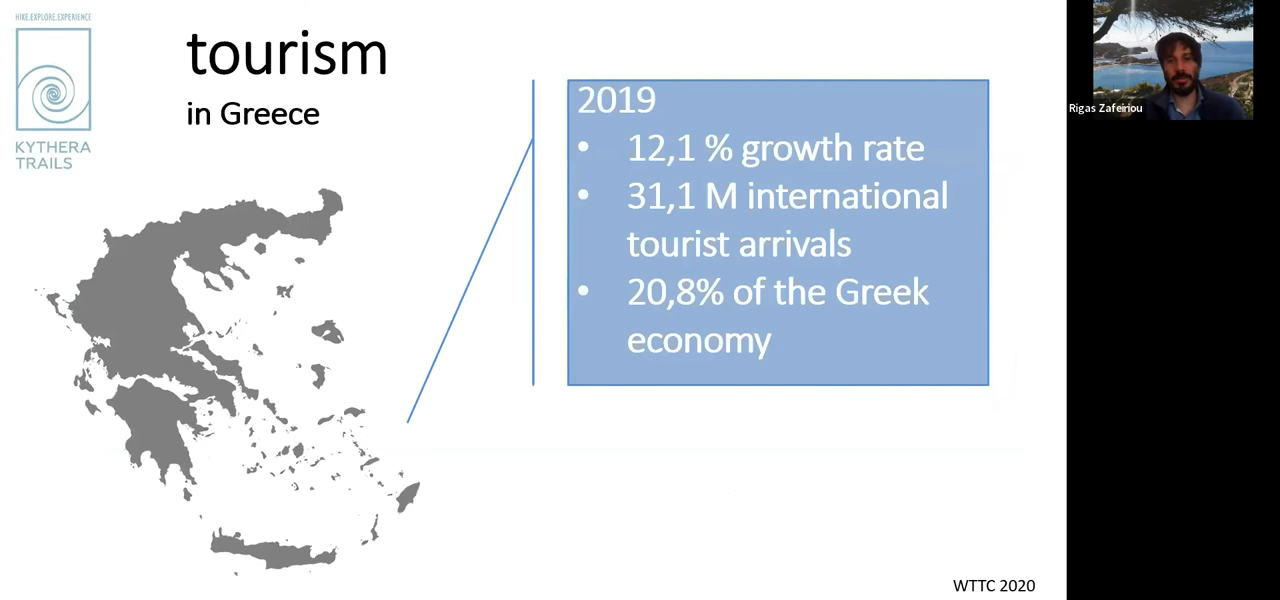 HIKE.EXPLORE.EXPERIENCE
KYTHERA
TRAILS
tourism
in Greece
2019
• 12,1 % growth rate
• 31,1 M international
tourist arrivals
• 20,8% of the Greek
economy
WTTC 2020
Rigas Zafeiriou